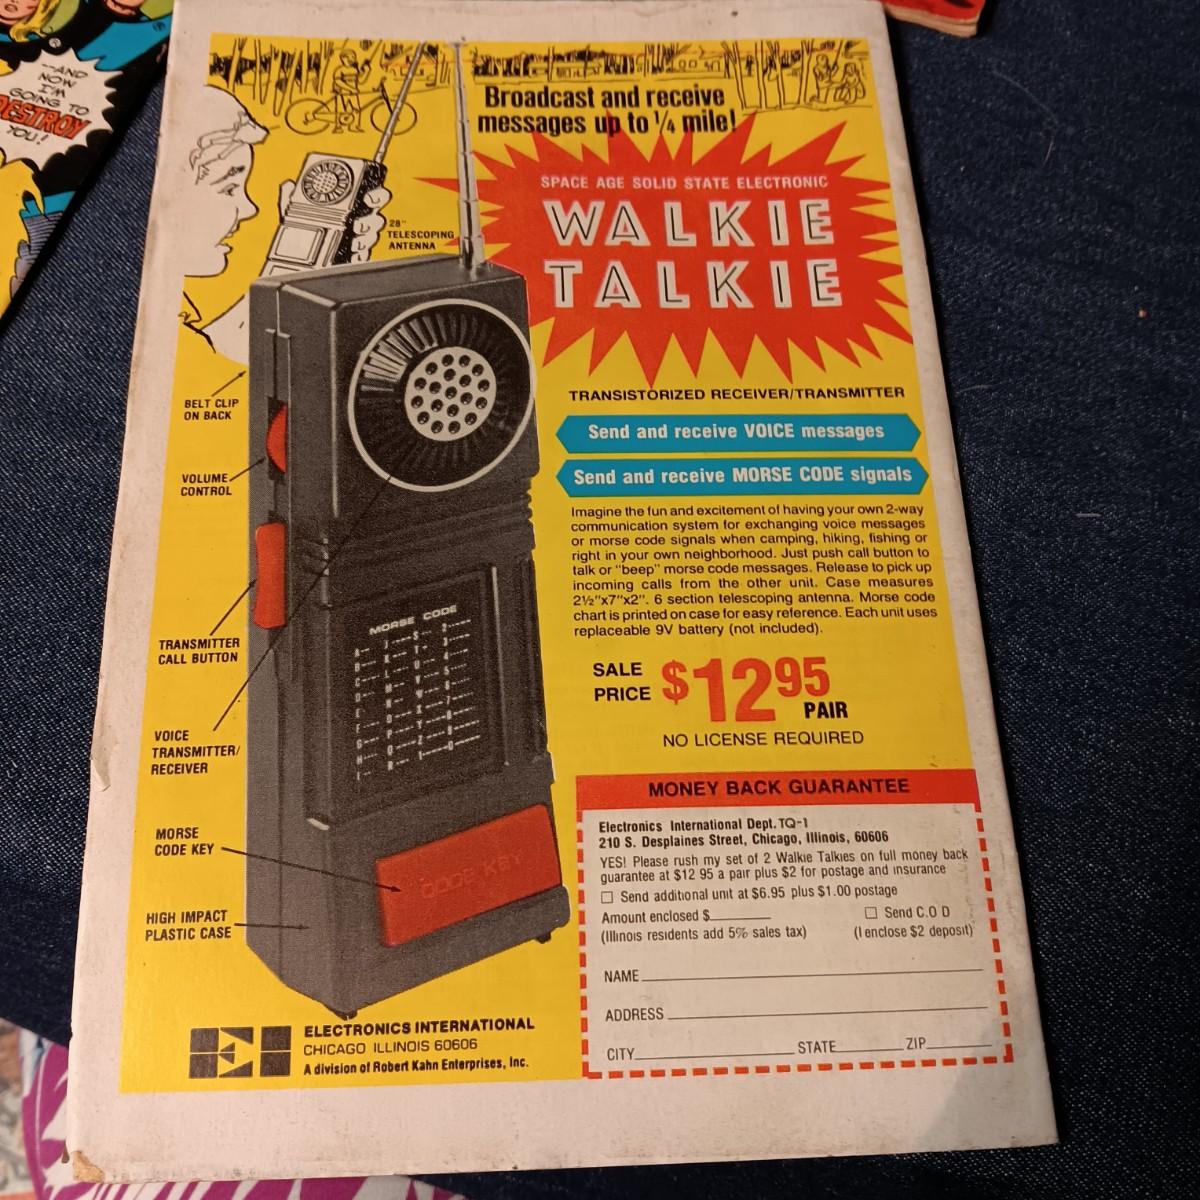 --AND
NOW
I'M
GOING TO
DESTROY
YOU!
Broadcast and receive
messages up to 1/4 mile!
SPACE AGE SOLID STATE ELECTRONIC
WALKIE
TALKIE
28"
TELESCOPING
ANTENNA
BELT CLIP
ON BACK
VOLUME
CONTROL
TRANSMITTER
CALL BUTTON
VOICE
TRANSMITTER/
RECEIVER
MORSE
CODE KEY
HIGH IMPACT
PLASTIC CASE
MORSE CODE
CODE KEY
TRANSISTORIZED RECEIVER/TRANSMITTER
Send and receive VOICE messages
Send and receive MORSE CODE signals
Imagine the fun and excitement of having your own 2-way
communication system for exchanging voice messages
or morse code signals when camping, hiking, fishing or
right in your own neighborhood. Just push call button to
talk or "beep" morse code messages. Release to pick up
incoming calls from the other unit. Case measures
2½"x7"x2". 6 section telescoping antenna. Morse code
chart is printed on case for easy reference. Each unit uses
replaceable 9V battery (not included).
SALE
PRICE
$12 95
PAIR
NO LICENSE REQUIRED
MONEY BACK GUARANTEE
Electronics International Dept. TQ-1
210 S. Desplaines Street, Chicago, Illinois, 60606
YES! Please rush my set of 2 Walkie Talkies on full money back
guarantee at $12 95 a pair plus $2 for postage and insurance
Send additional unit at $6.95 plus $1.00 postage
Amount enclosed $ Send C.O D
(Illinois residents add 5% sales tax) (I enclose $2 deposit)
NAME
ADDRESS
CITY STATE ZIP
EI
ELECTRONICS INTERNATIONAL
CHICAGO ILLINOIS 60606
A division of Robert Kahn Enterprises, Inc.